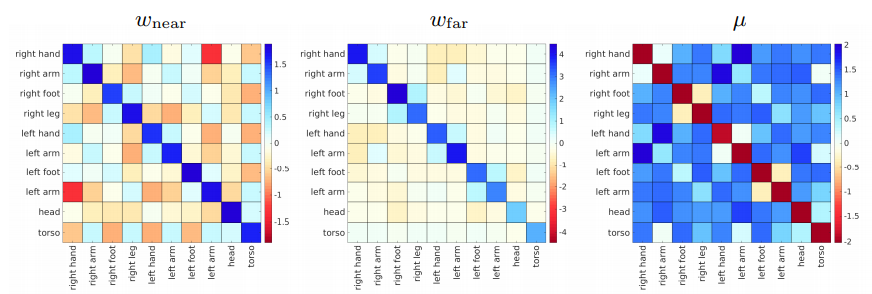 w_near
w_far
μ
right hand
right arm
right foot
right leg
left hand
left arm
left foot
left arm
head
torso
right hand
right arm
right foot
right leg
left hand
left arm
left foot
left arm
head
torso
1.5
1
0.5
0
-0.5
-1
-1.5
right hand
right arm
right foot
right leg
left hand
left arm
left foot
left arm
head
torso
right hand
right arm
right foot
right leg
left hand
left arm
left foot
left arm
head
torso
4
3
2
1
0
-1
-2
-3
-4
right hand
right arm
right foot
right leg
left hand
left arm
left foot
left arm
head
torso
right hand
right arm
right foot
right leg
left hand
left arm
left foot
left arm
head
torso
2
1.5
1
0.5
0
-0.5
-1
-1.5
-2